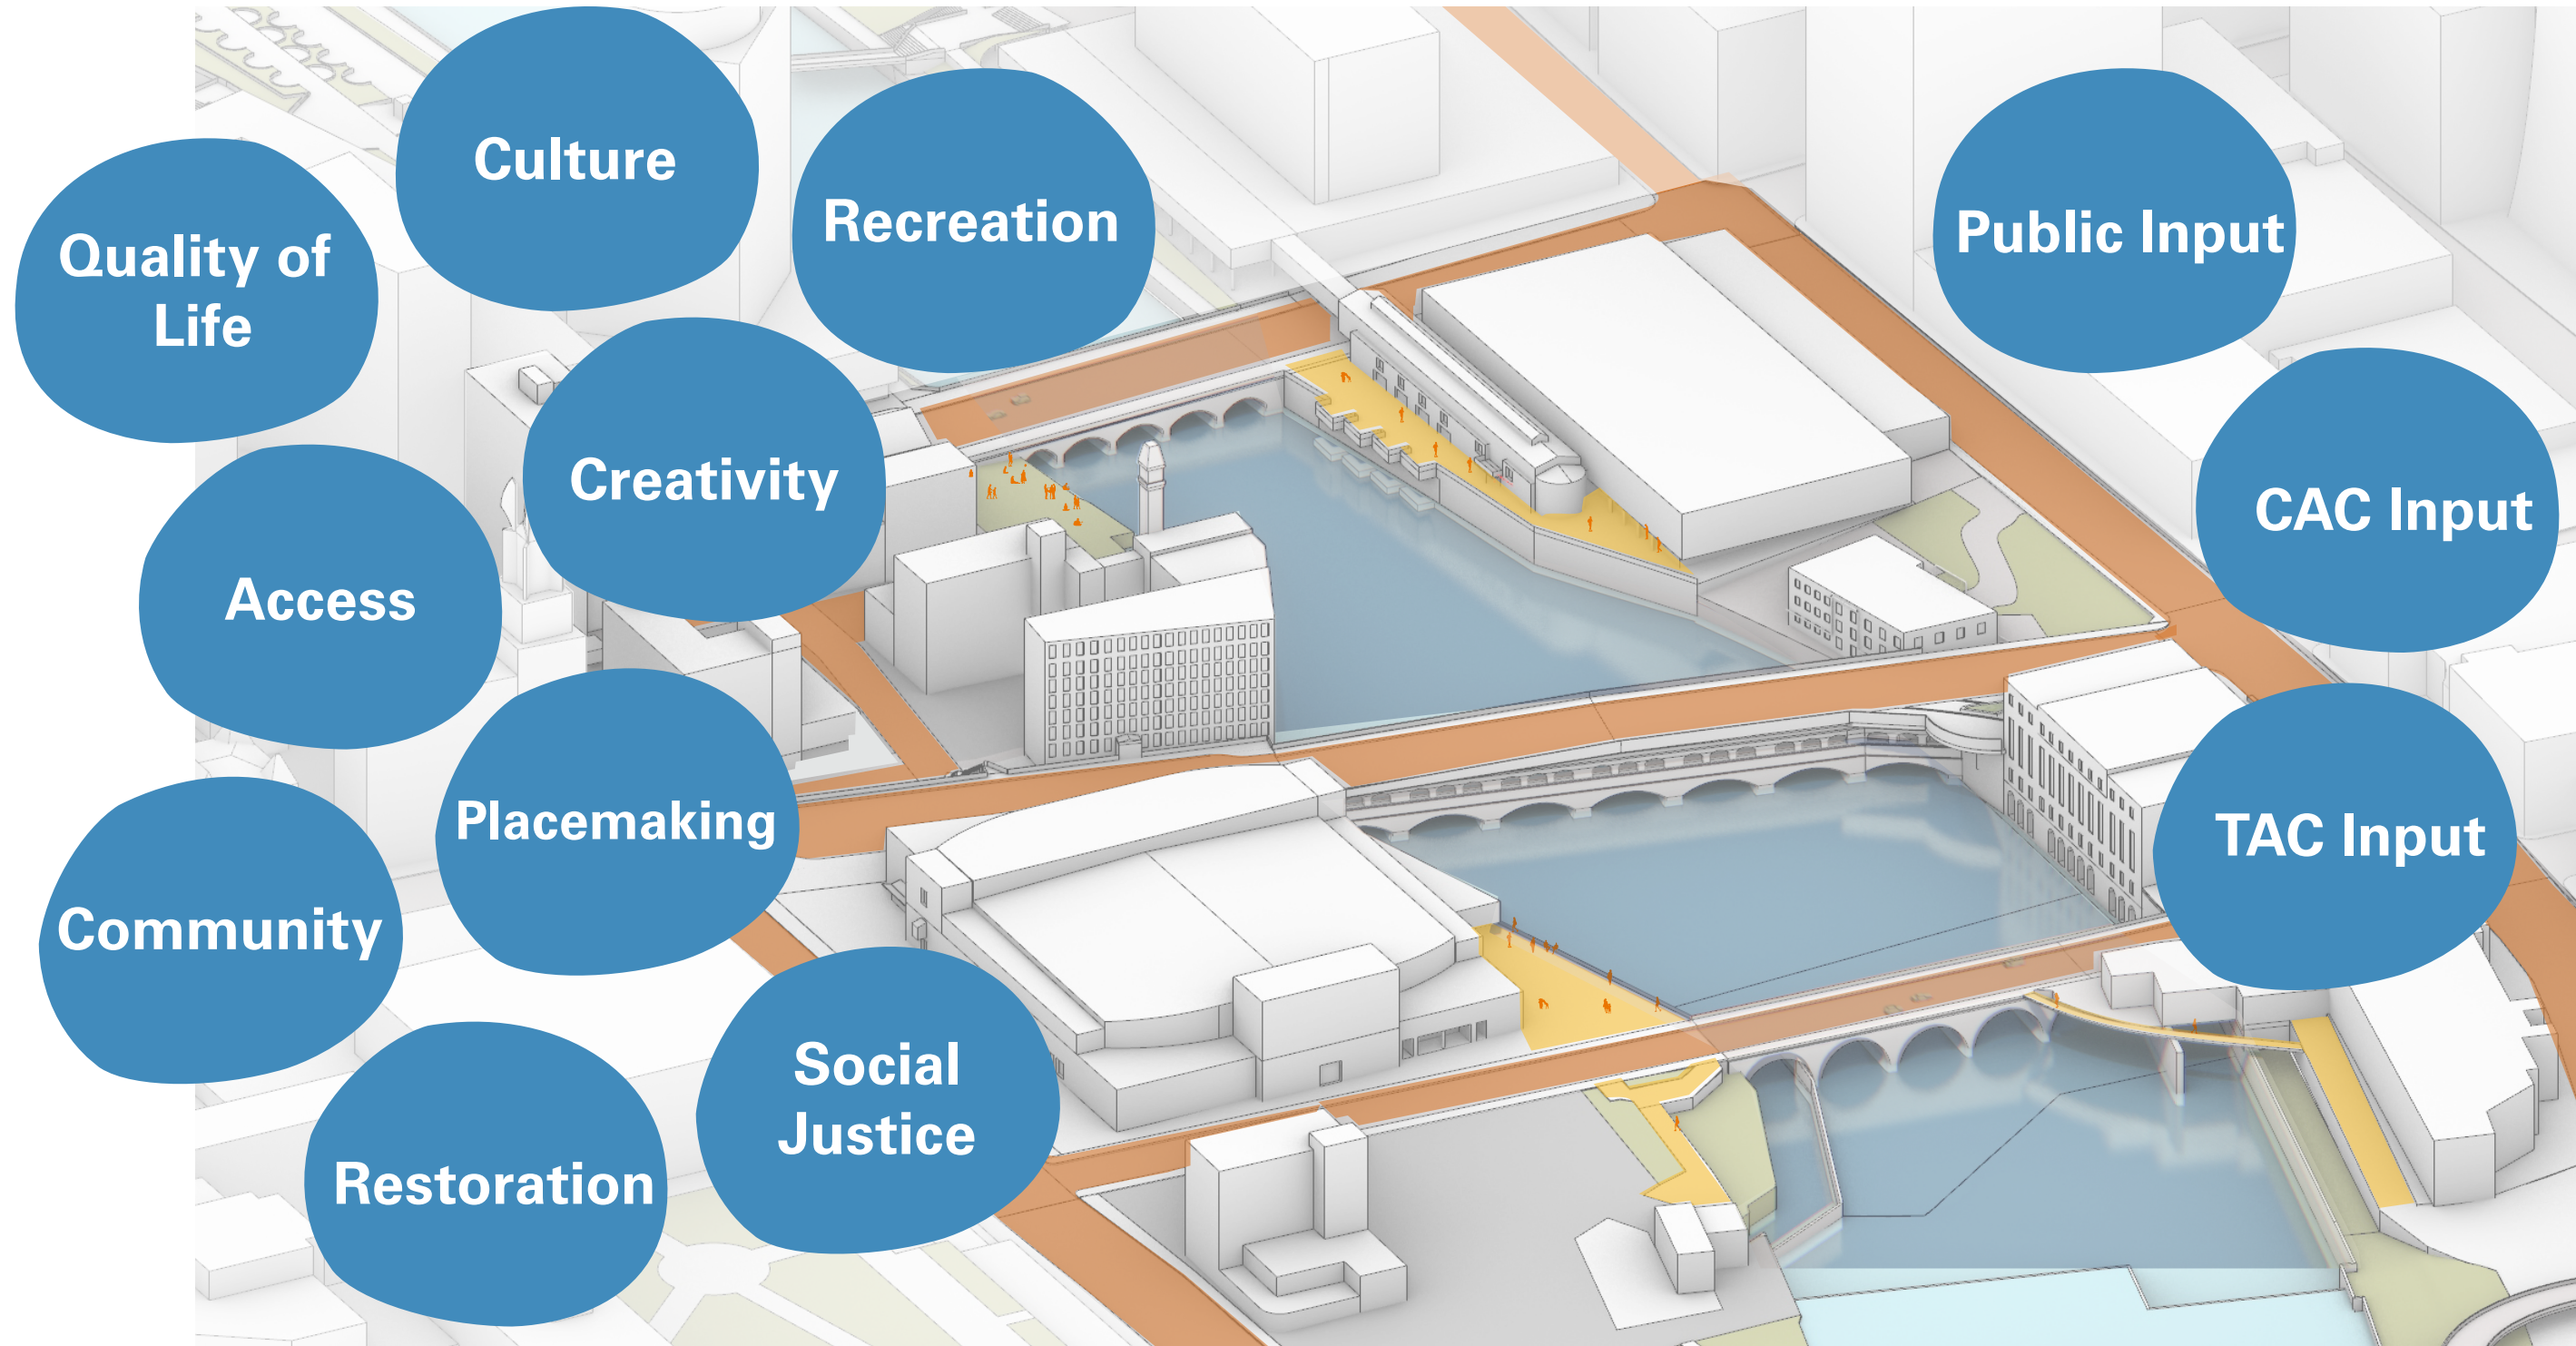 Culture
Recreation
Quality of
Life
Creativity
Access
Placemaking
Community
Social
Justice
Restoration
Public Input
CAC Input
TAC Input